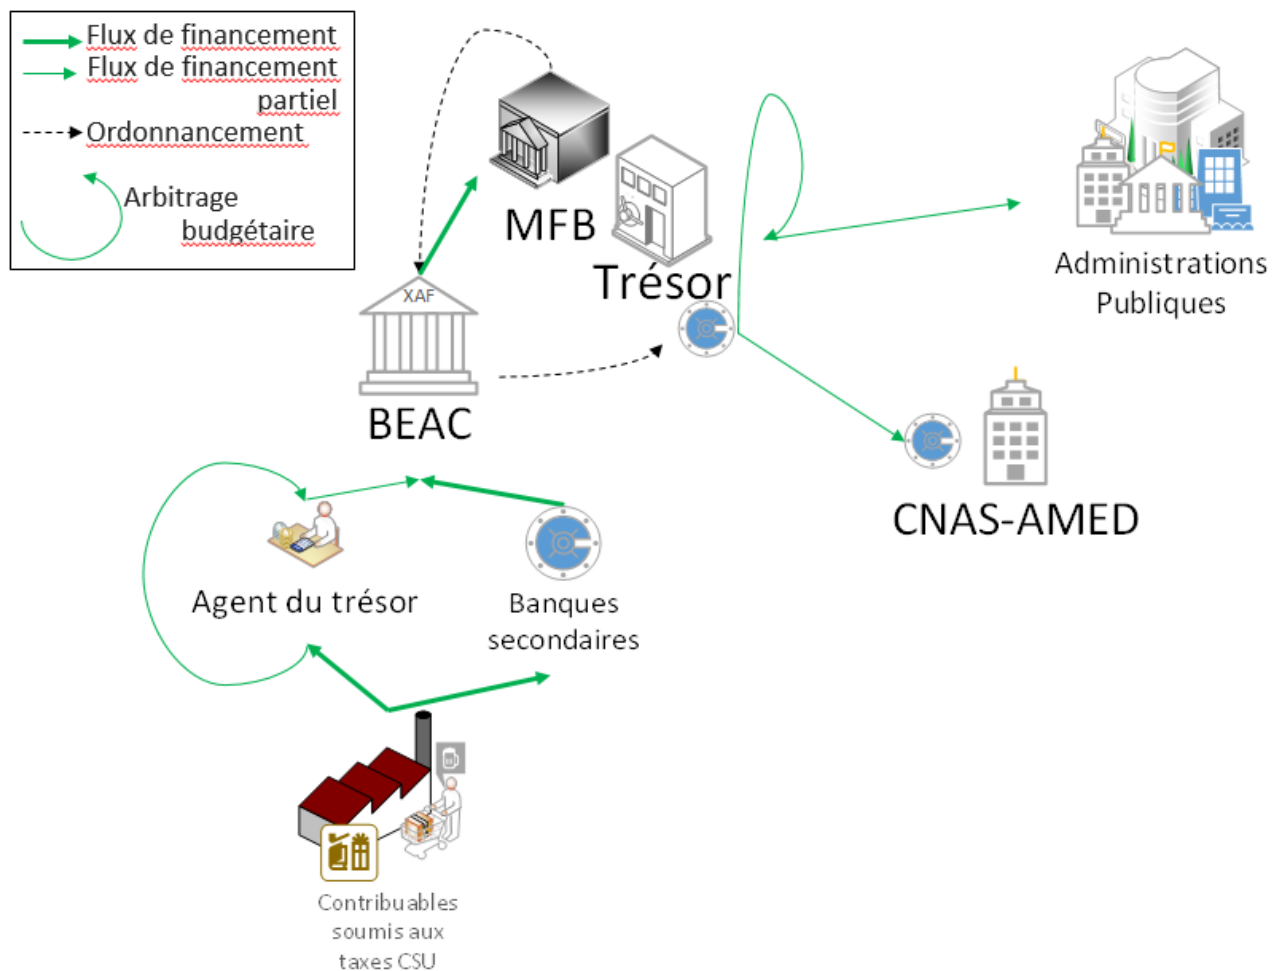 Flux de financement
Flux de financement
partiel
Ordonnancement
Arbitrage
budgétaire
MFB
Trésor
XAF
BEAC
Administrations
Publiques
CNAS-AMED
Agent du trésor
Banques
secondaires
Contribuables
soumis aux
taxes CSU